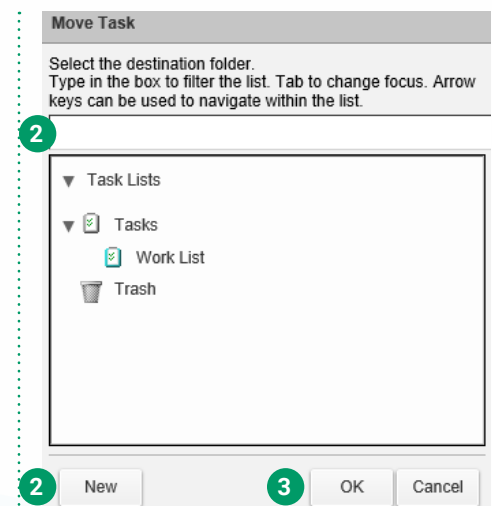 Move Task
Select the destination folder.
Type in the box to filter the list. Tab to change focus. Arrow
keys can be used to navigate within the list.
2
Task Lists
Tasks
Work List
Trash
2 New 3 OK Cancel